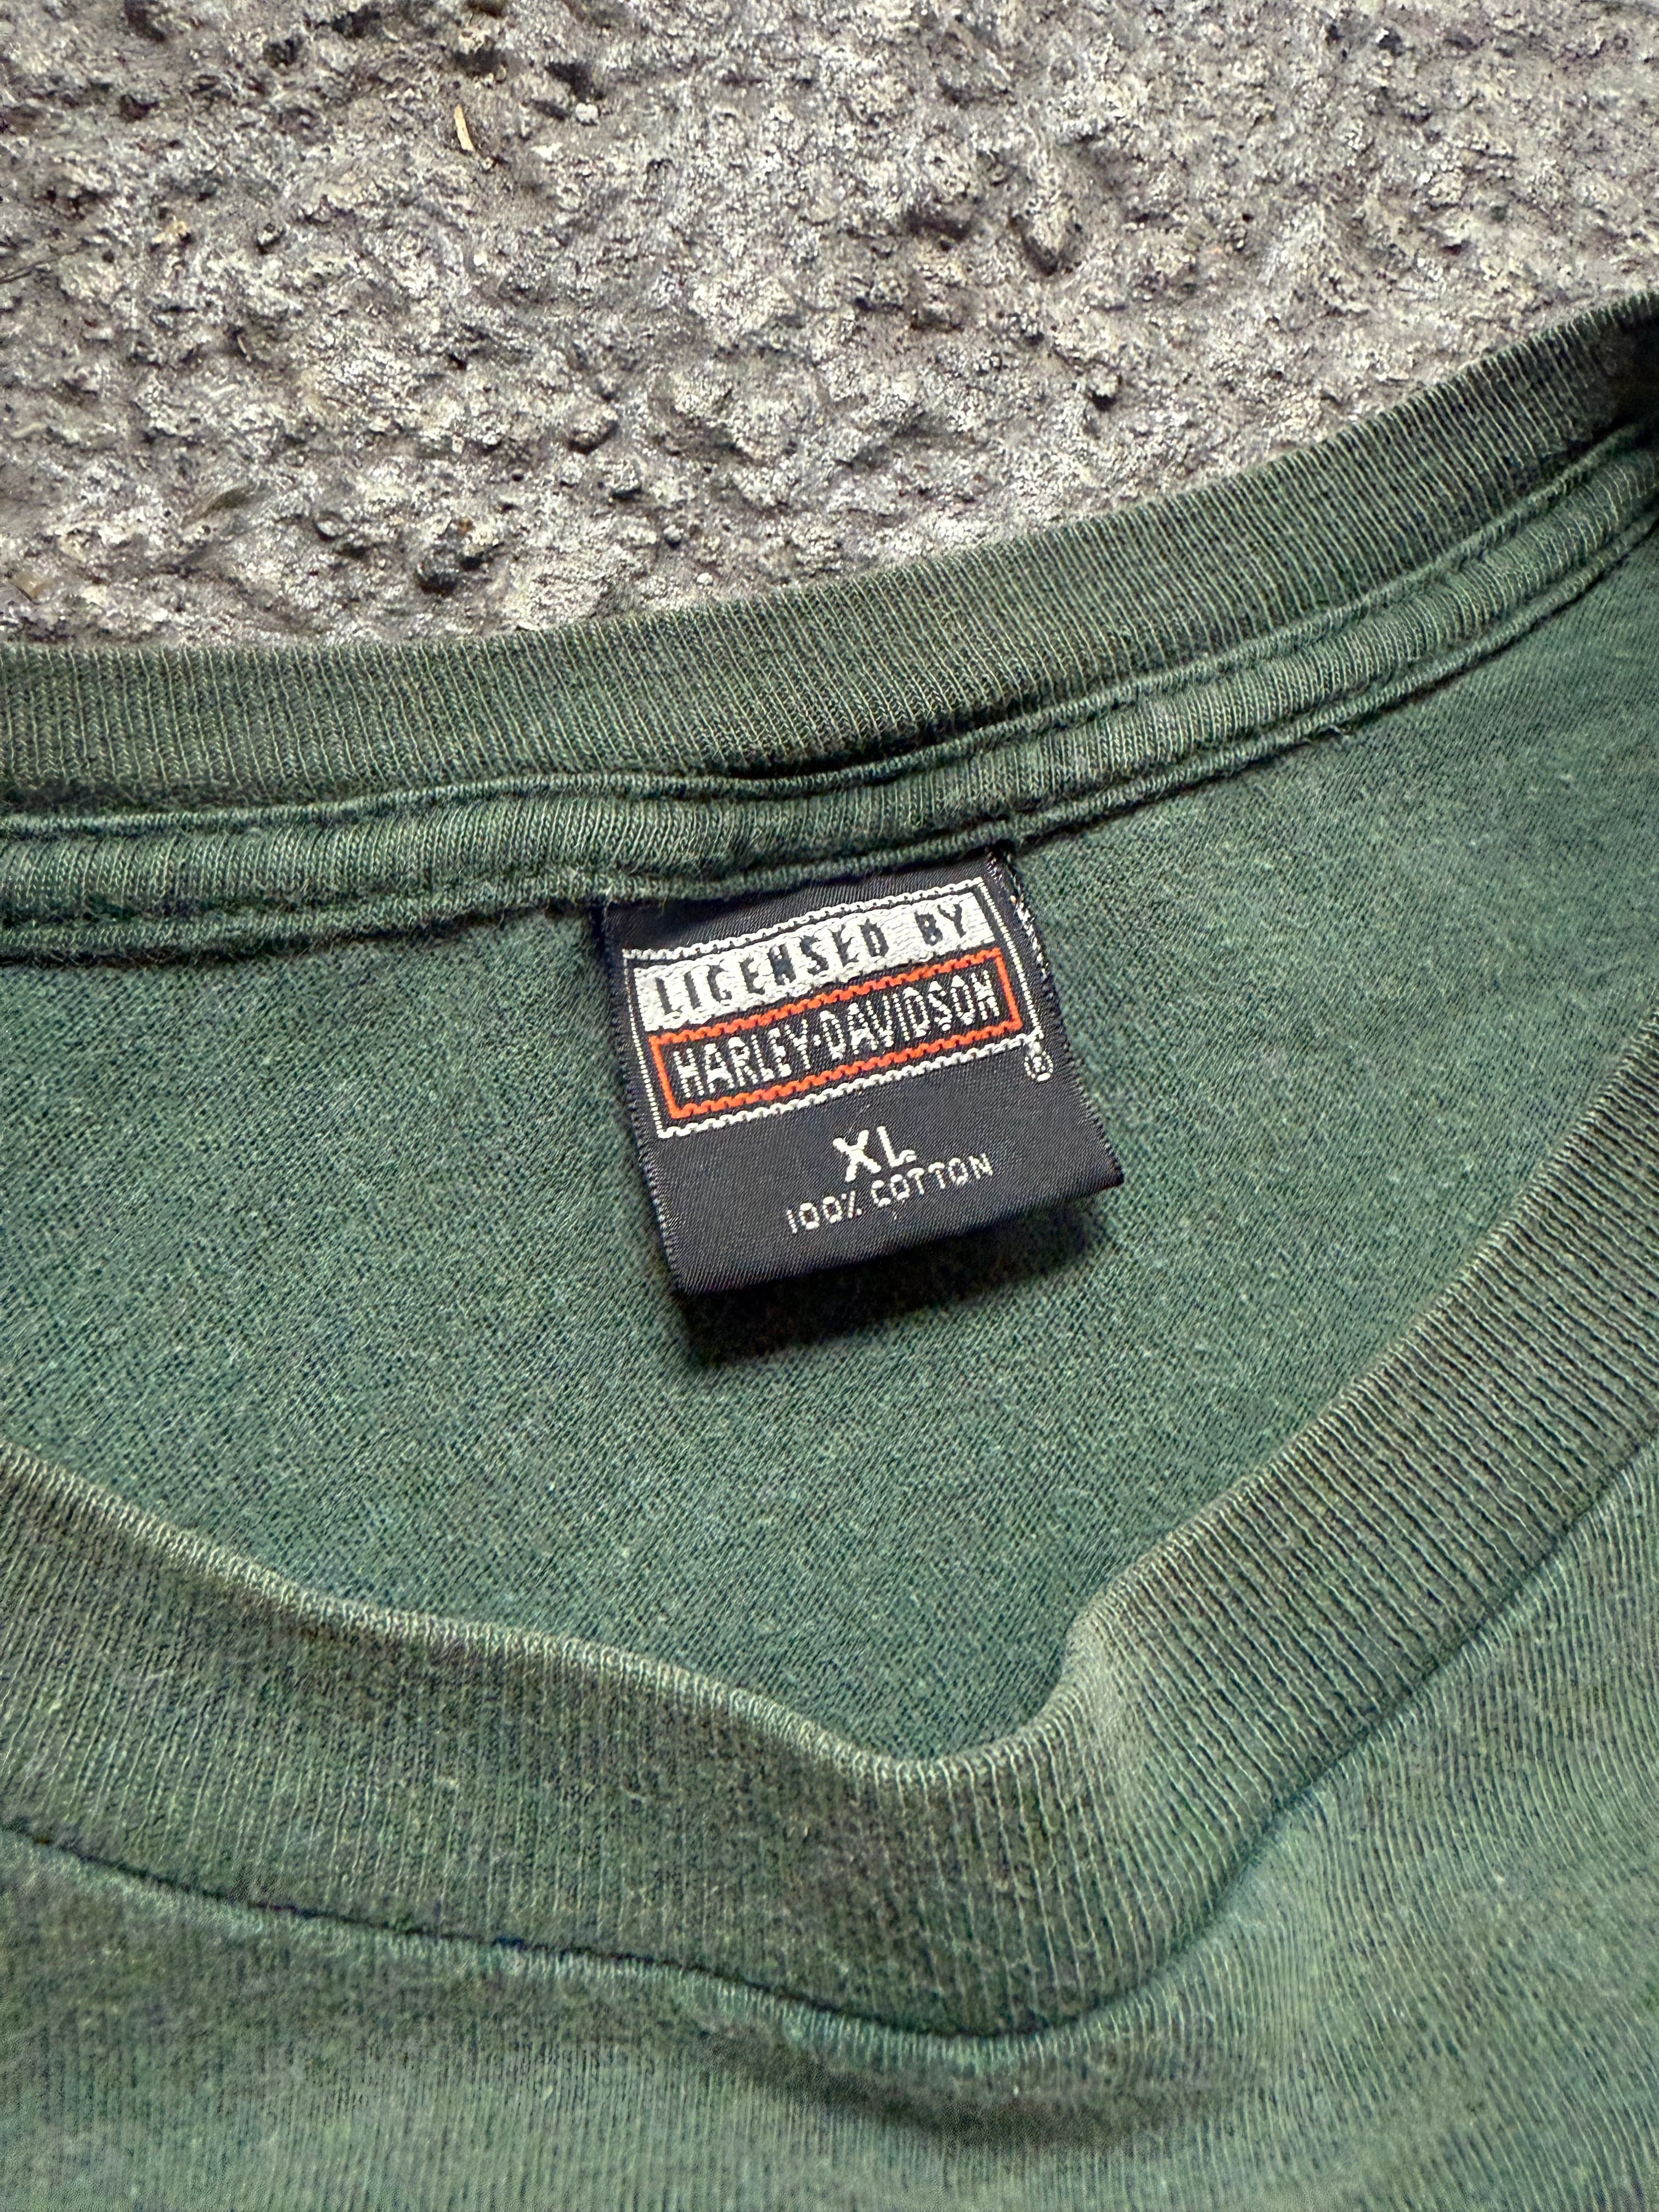 LICENSED BY
HARLEY-DAVIDSON
®
XL
100% COTTON